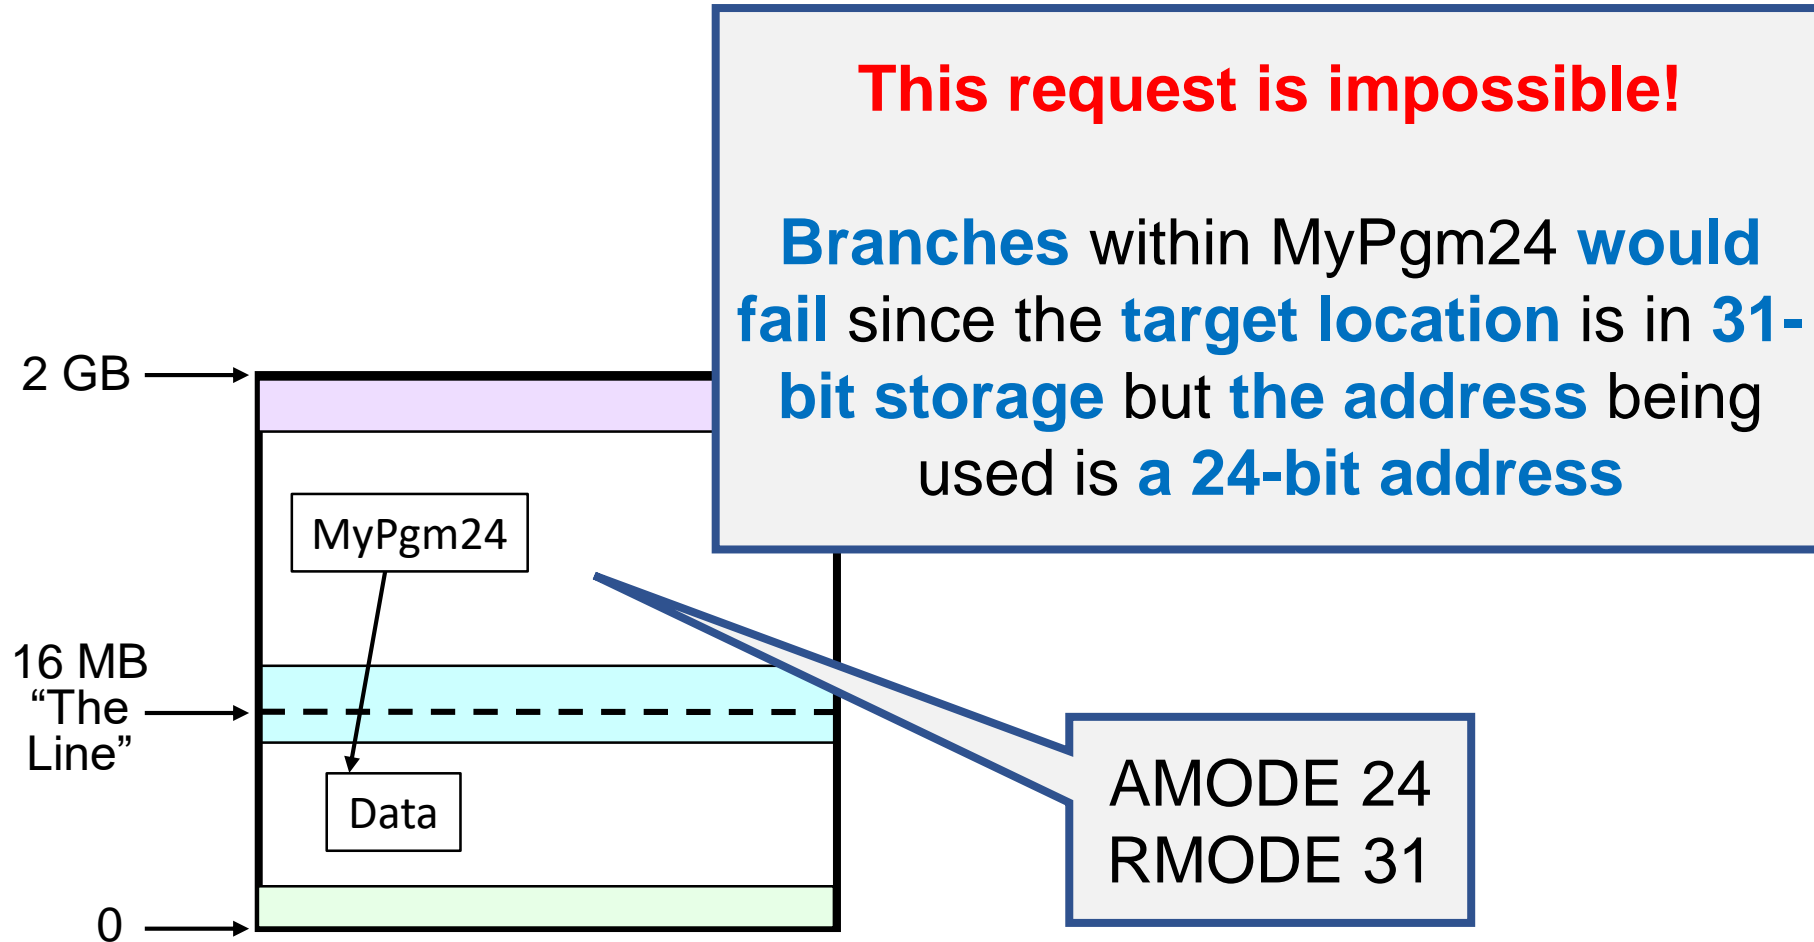 This request is impossible!
Branches within MyPgm24 would
fail since the target location is in 31-
bit storage but the address being
used is a 24-bit address
2 GB
MyPgm24
16 MB
“The
Line”
Data
AMODE 24
RMODE 31
0